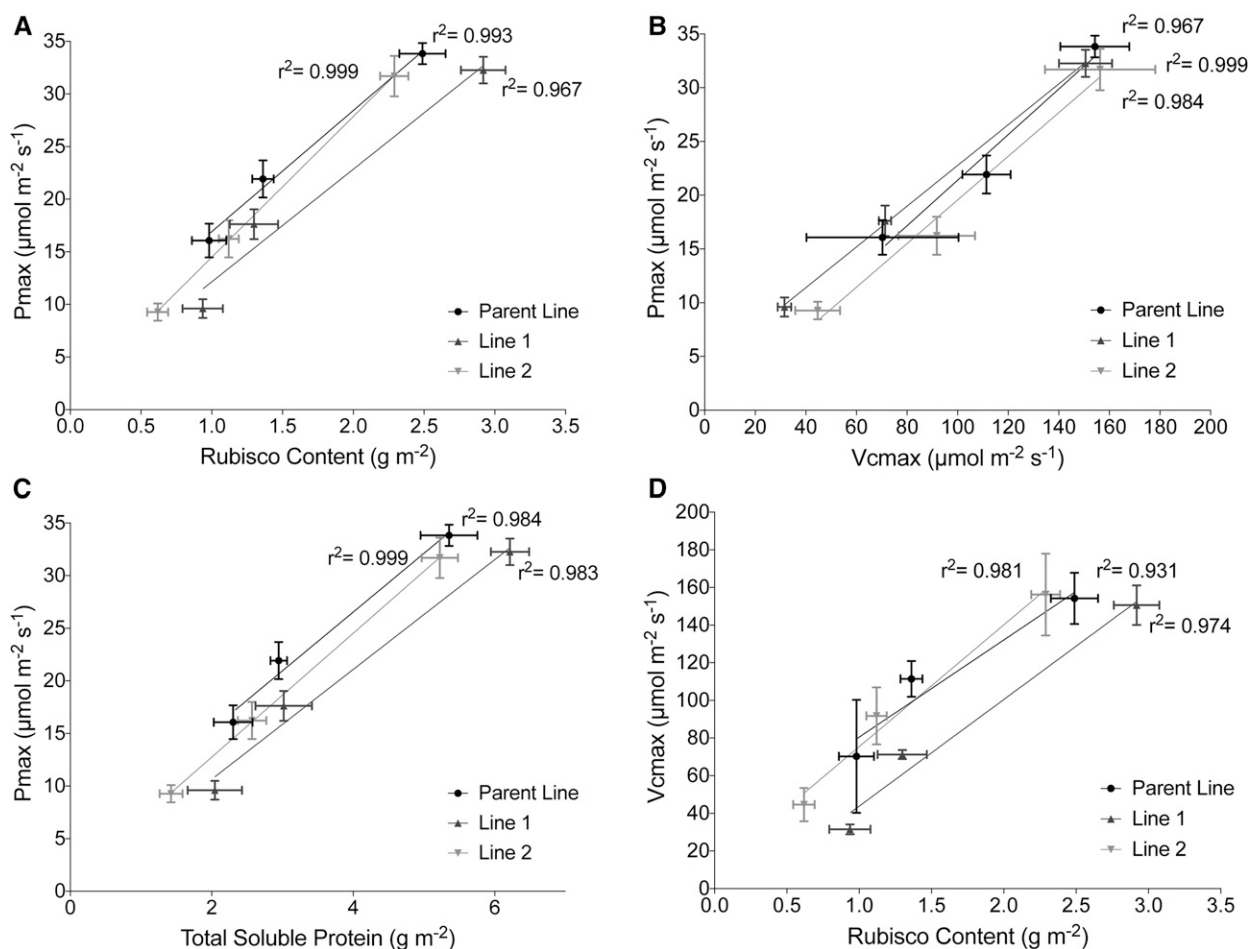 A
35
30
25
20
15
10
5
0
Pmax (µmol m⁻² s⁻¹)
r²= 0.993
r²= 0.999
r²= 0.967
Parent Line
Line 1
Line 2
0.0 0.5 1.0 1.5 2.0 2.5 3.0 3.5
Rubisco Content (g m⁻²)
B
35
30
25
20
15
10
5
0
Pmax (µmol m⁻² s⁻¹)
r²= 0.967
r²= 0.999
r²= 0.984
Parent Line
Line 1
Line 2
0 20 40 60 80 100 120 140 160 180 200
Vcmax (µmol m⁻² s⁻¹)
C
35
30
25
20
15
10
5
0
Pmax (µmol m⁻² s⁻¹)
r²= 0.984
r²= 0.999
r²= 0.983
Parent Line
Line 1
Line 2
0 2 4 6
Total Soluble Protein (g m⁻²)
D
200
180
160
140
120
100
80
60
40
20
0
Vcmax (µmol m⁻² s⁻¹)
r²= 0.981
r²= 0.931
r²= 0.974
Parent Line
Line 1
Line 2
0.0 0.5 1.0 1.5 2.0 2.5 3.0 3.5
Rubisco Content (g m⁻²)